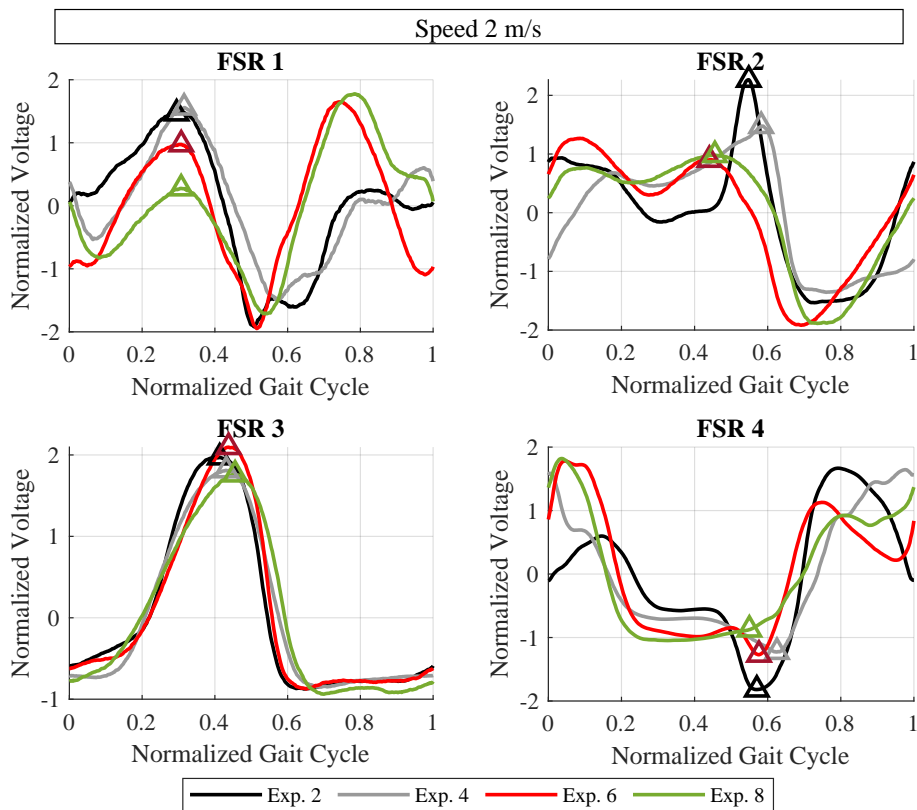 Speed 2 m/s
FSR 1
Normalized Voltage
2
1
0
-1
-2
0 0.2 0.4 0.6 0.8 1
Normalized Gait Cycle
FSR 2
Normalized Voltage
2
1
0
-1
-2
0 0.2 0.4 0.6 0.8 1
Normalized Gait Cycle
FSR 3
Normalized Voltage
2
1
0
-1
0 0.2 0.4 0.6 0.8 1
Normalized Gait Cycle
FSR 4
Normalized Voltage
2
1
0
-1
-2
0 0.2 0.4 0.6 0.8 1
Normalized Gait Cycle
Exp. 2 Exp. 4 Exp. 6 Exp. 8